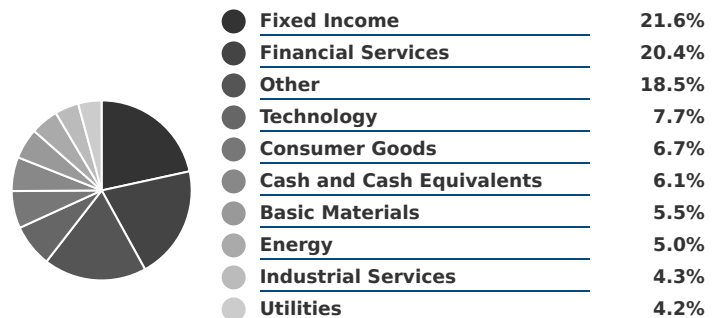 Fixed Income 21.6%
Financial Services 20.4%
Other 18.5%
Technology 7.7%
Consumer Goods 6.7%
Cash and Cash Equivalents 6.1%
Basic Materials 5.5%
Energy 5.0%
Industrial Services 4.3%
Utilities 4.2%